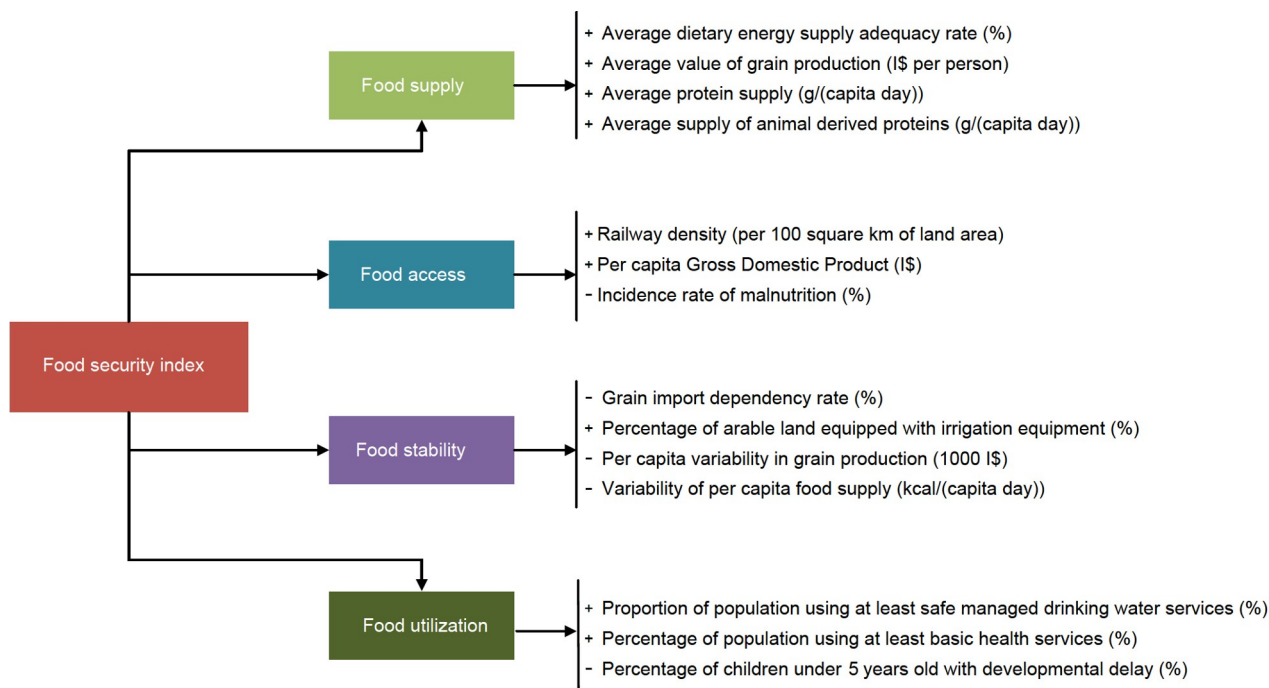 Food security index
Food supply
+ Average dietary energy supply adequacy rate (%)
+ Average value of grain production (I$ per person)
+ Average protein supply (g/(capita day))
+ Average supply of animal derived proteins (g/(capita day))
Food access
+ Railway density (per 100 square km of land area)
+ Per capita Gross Domestic Product (I$)
- Incidence rate of malnutrition (%)
Food stability
- Grain import dependency rate (%)
+ Percentage of arable land equipped with irrigation equipment (%)
- Per capita variability in grain production (1000 I$)
- Variability of per capita food supply (kcal/(capita day))
Food utilization
+ Proportion of population using at least safe managed drinking water services (%)
+ Percentage of population using at least basic health services (%)
- Percentage of children under 5 years old with developmental delay (%)